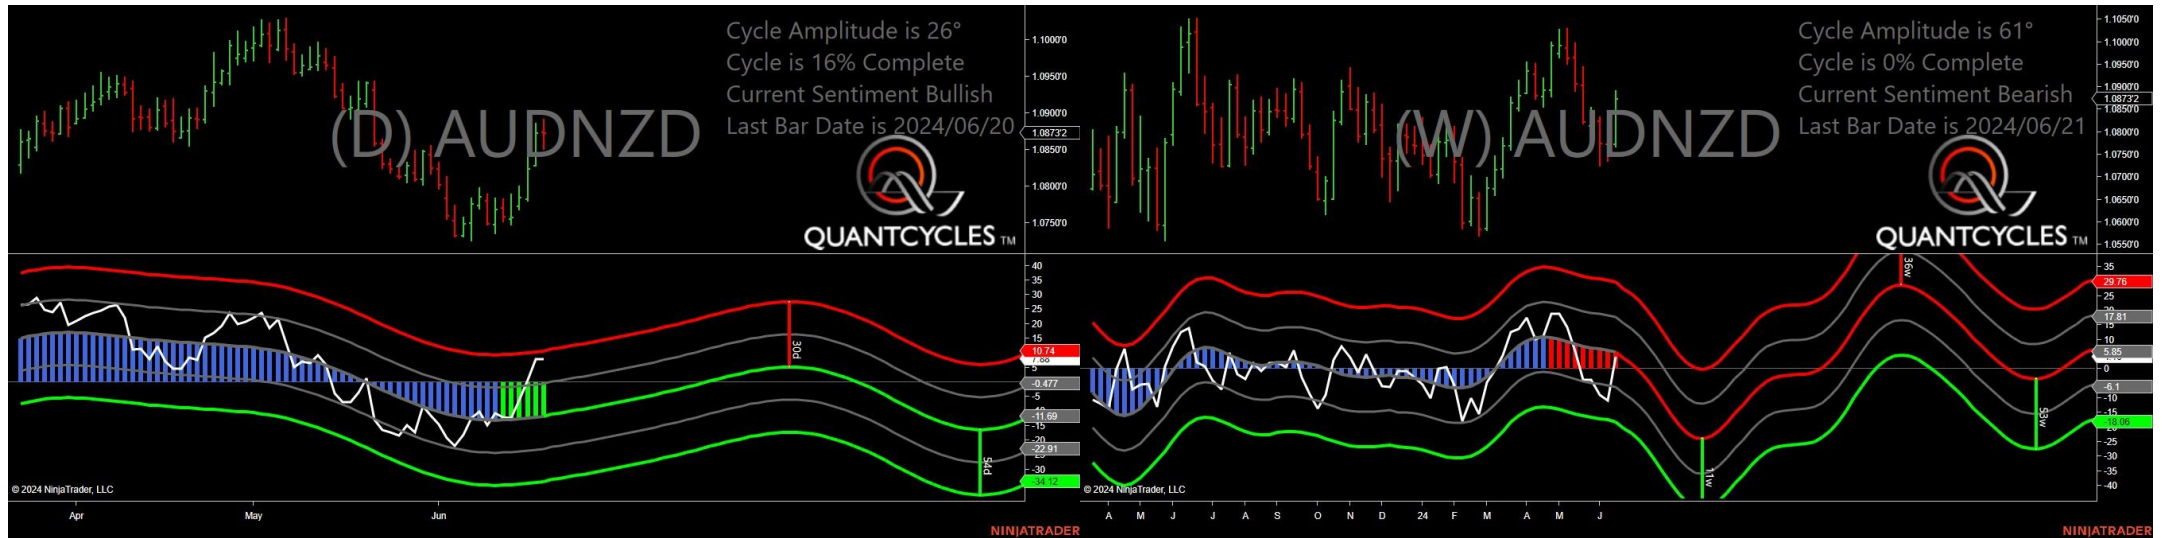 Cycle Amplitude is 26°
Cycle is 16% Complete
Current Sentiment Bullish
Last Bar Date is 2024/06/20
(D) AUDNZD
QUANTCYCLES TM
1.1000'0
1.0950'0
1.0900'0
1.0873'2
1.0850'0
1.0800'0
1.0750'0
40
35
30
25
20
15
10.74
5
-0.477
-5
-11.69
-15
-22.91
-30
-34.12
30d
54d
© 2024 NinjaTrader, LLC
Apr May Jun
NINJATRADER
Cycle Amplitude is 61°
Cycle is 0% Complete
Current Sentiment Bearish
Last Bar Date is 2024/06/21
(W) AUDNZD
QUANTCYCLES TM
1.1050'0
1.1000'0
1.0950'0
1.0900'0
1.0873'2
1.0850'0
1.0800'0
1.0750'0
1.0700'0
1.0650'0
1.0600'0
1.0550'0
35
29.76
25
17.81
15
10
5.85
0
-6.1
-10
-15
-18.06
-25
-30
-35
-40
36w
11w
53w
© 2024 NinjaTrader, LLC
A M J J A S O N D 24 F M A M J
NINJATRADER